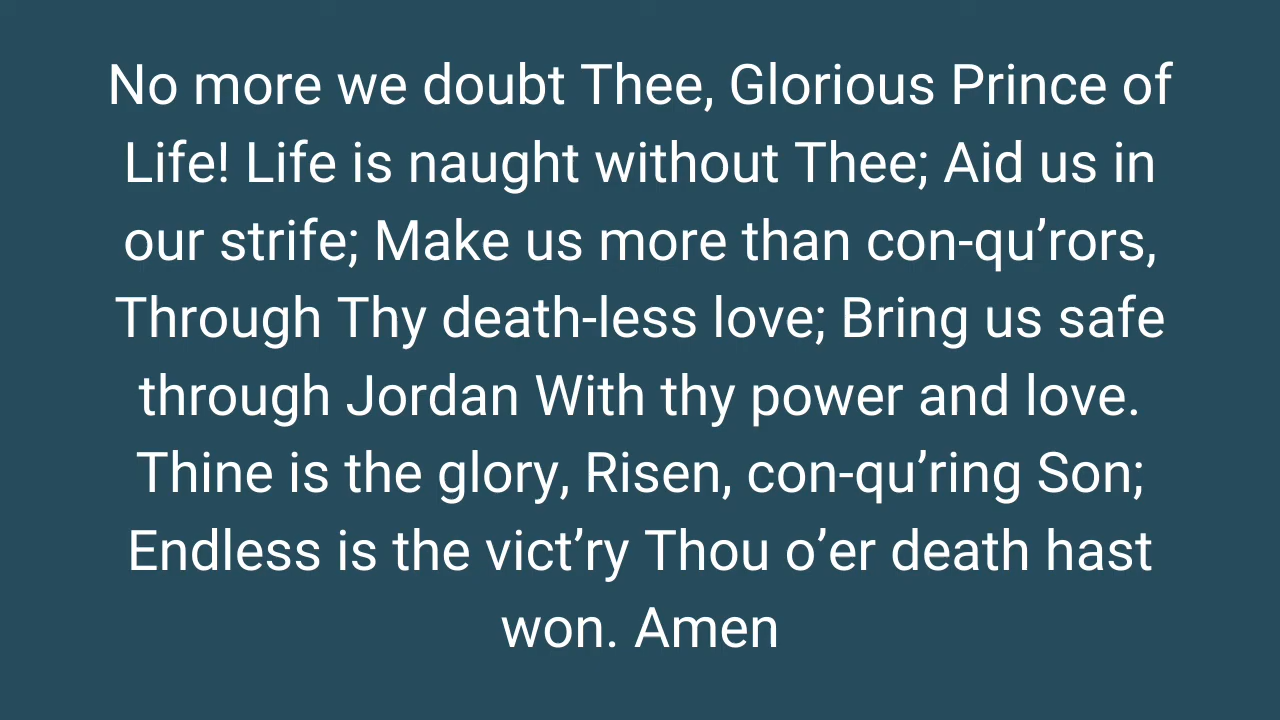 No more we doubt Thee, Glorious Prince of
Life! Life is naught without Thee; Aid us in
our strife; Make us more than con-qu’rors,
Through Thy death-less love; Bring us safe
through Jordan With thy power and love.
Thine is the glory, Risen, con-qu’ring Son;
Endless is the vict’ry Thou o’er death hast
won. Amen